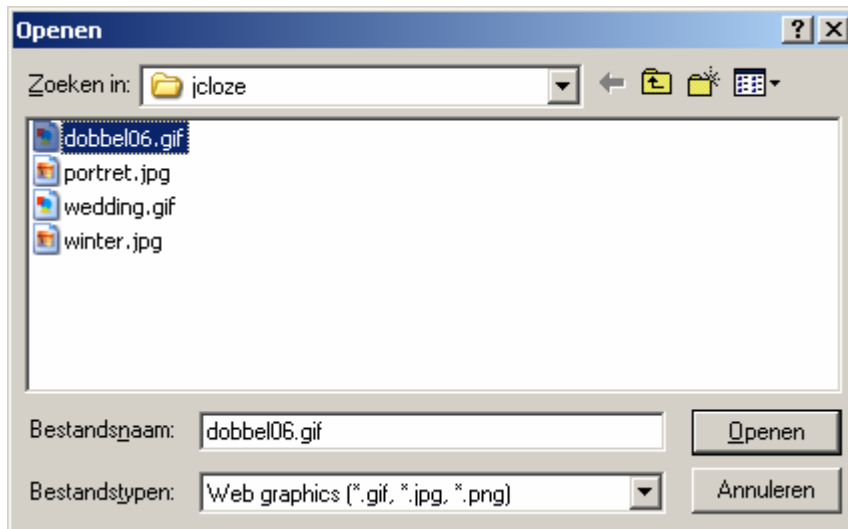 Openen
Zoeken in: jcloze
dobbel06.gif
portret.jpg
wedding.gif
winter.jpg
Bestandsnaam: dobbel06.gif Openen
Bestandstypen: Web graphics (*.gif, *.jpg, *.png) Annuleren